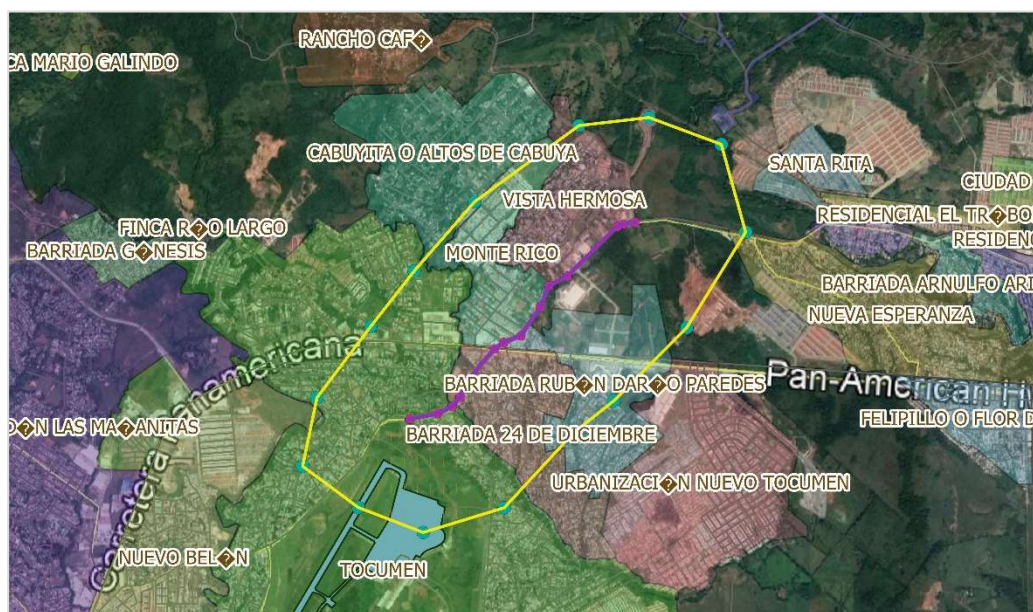 RANCHO CAF�
CA MARIO GALINDO
CABUYITA O ALTOS DE CABUYA
SANTA RITA
CIUDAD
VISTA HERMOSA
RESIDENCIAL EL TR�BO
FINCA R�O LARGO
RESIDENC
BARRIADA G�NESIS
MONTE RICO
BARRIADA ARNULFO ARI
NUEVA ESPERANZA
Carretera Panamericana
Pan-American H
BARRIADA RUB�N DAR�O PAREDES
FELIPILLO O FLOR D
D�N LAS MA�ANITAS
BARRIADA 24 DE DICIEMBRE
URBANIZACI�N NUEVO TOCUMEN
NUEVO BEL�N
TOCUMEN